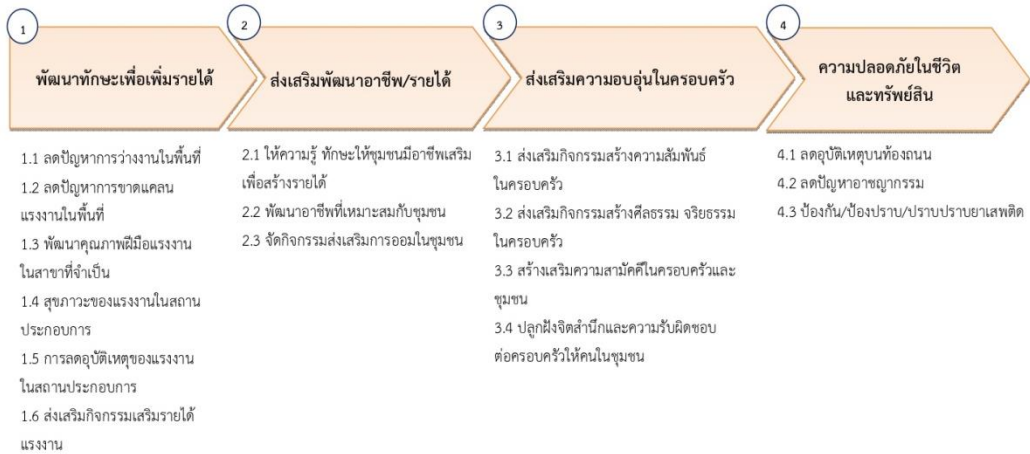 1
พัฒนาทักษะเพื่อเพิ่มรายได้
1.1 ลดปัญหาการว่างงานในพื้นที่
1.2 ลดปัญหาการขาดแคลน
แรงงานในพื้นที่
1.3 พัฒนาคุณภาพฝีมือแรงงาน
ในสาขาที่จำเป็น
1.4 สุขภาวะของแรงงานในสถาน
ประกอบการ
1.5 การลดอุบัติเหตุของแรงงาน
ในสถานประกอบการ
1.6 ส่งเสริมกิจกรรมเสริมรายได้
แรงงาน
2
ส่งเสริมพัฒนาอาชีพ/รายได้
2.1 ให้ความรู้ ทักษะให้ชุมชนมีอาชีพเสริม
เพื่อสร้างรายได้
2.2 พัฒนาอาชีพที่เหมาะสมกับชุมชน
2.3 จัดกิจกรรมส่งเสริมการออมในชุมชน
3
ส่งเสริมความอบอุ่นในครอบครัว
3.1 ส่งเสริมกิจกรรมสร้างความสัมพันธ์
ในครอบครัว
3.2 ส่งเสริมกิจกรรมสร้างศีลธรรม จริยธรรม
ในครอบครัว
3.3 สร้างเสริมความสามัคคีในครอบครัวและ
ชุมชน
3.4 ปลูกฝังจิตสำนึกและความรับผิดชอบ
ต่อครอบครัวให้คนในชุมชน
4
ความปลอดภัยในชีวิต
และทรัพย์สิน
4.1 ลดอุบัติเหตุบนท้องถนน
4.2 ลดปัญหาอาชญากรรม
4.3 ป้องกัน/ป้องปราบ/ปราบปราบยาเสพติด